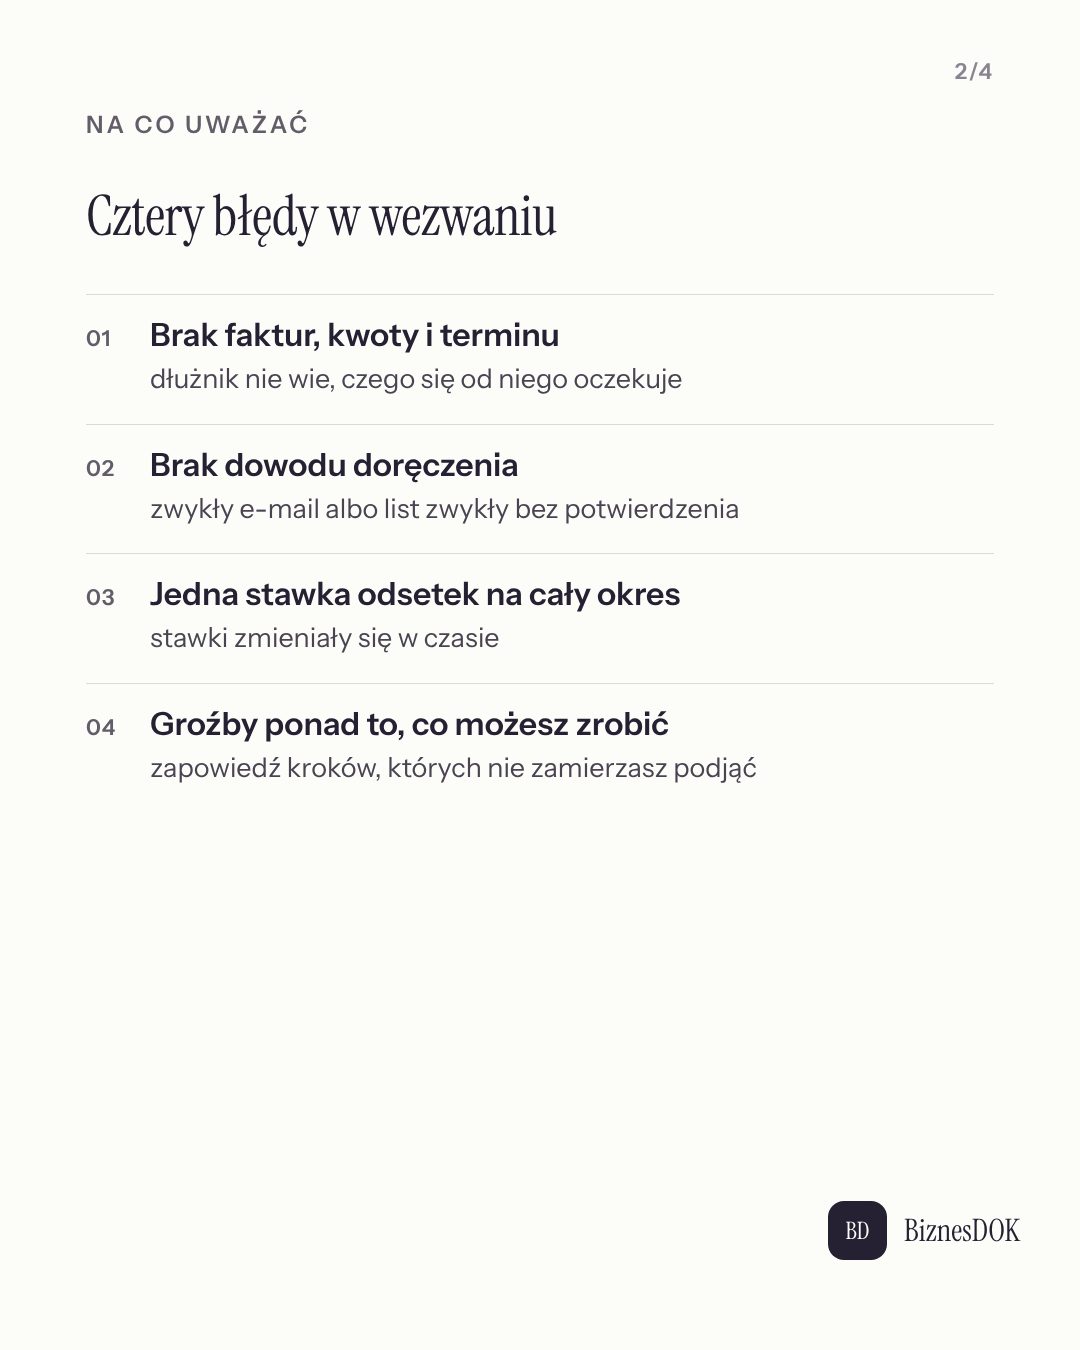 2/4
NA CO UWAŻAĆ
Cztery błędy w wezwaniu
01 Brak faktur, kwoty i terminu
dłużnik nie wie, czego się od niego oczekuje
02 Brak dowodu doręczenia
zwykły e-mail albo list zwykły bez potwierdzenia
03 Jedna stawka odsetek na cały okres
stawki zmieniały się w czasie
04 Groźby ponad to, co możesz zrobić
zapowiedź kroków, których nie zamierzasz podjąć
BD BiznesDOK